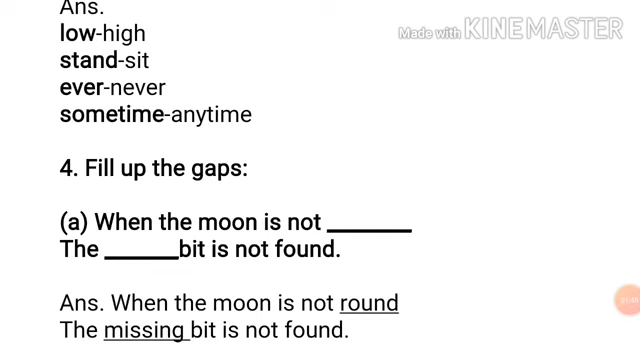 Ans.
low-high
Made with KINEMASTER
stand-sit
ever-never
sometime-anytime
4. Fill up the gaps:
(a) When the moon is not ________
The _______bit is not found.
Ans. When the moon is not round
The missing bit is not found.